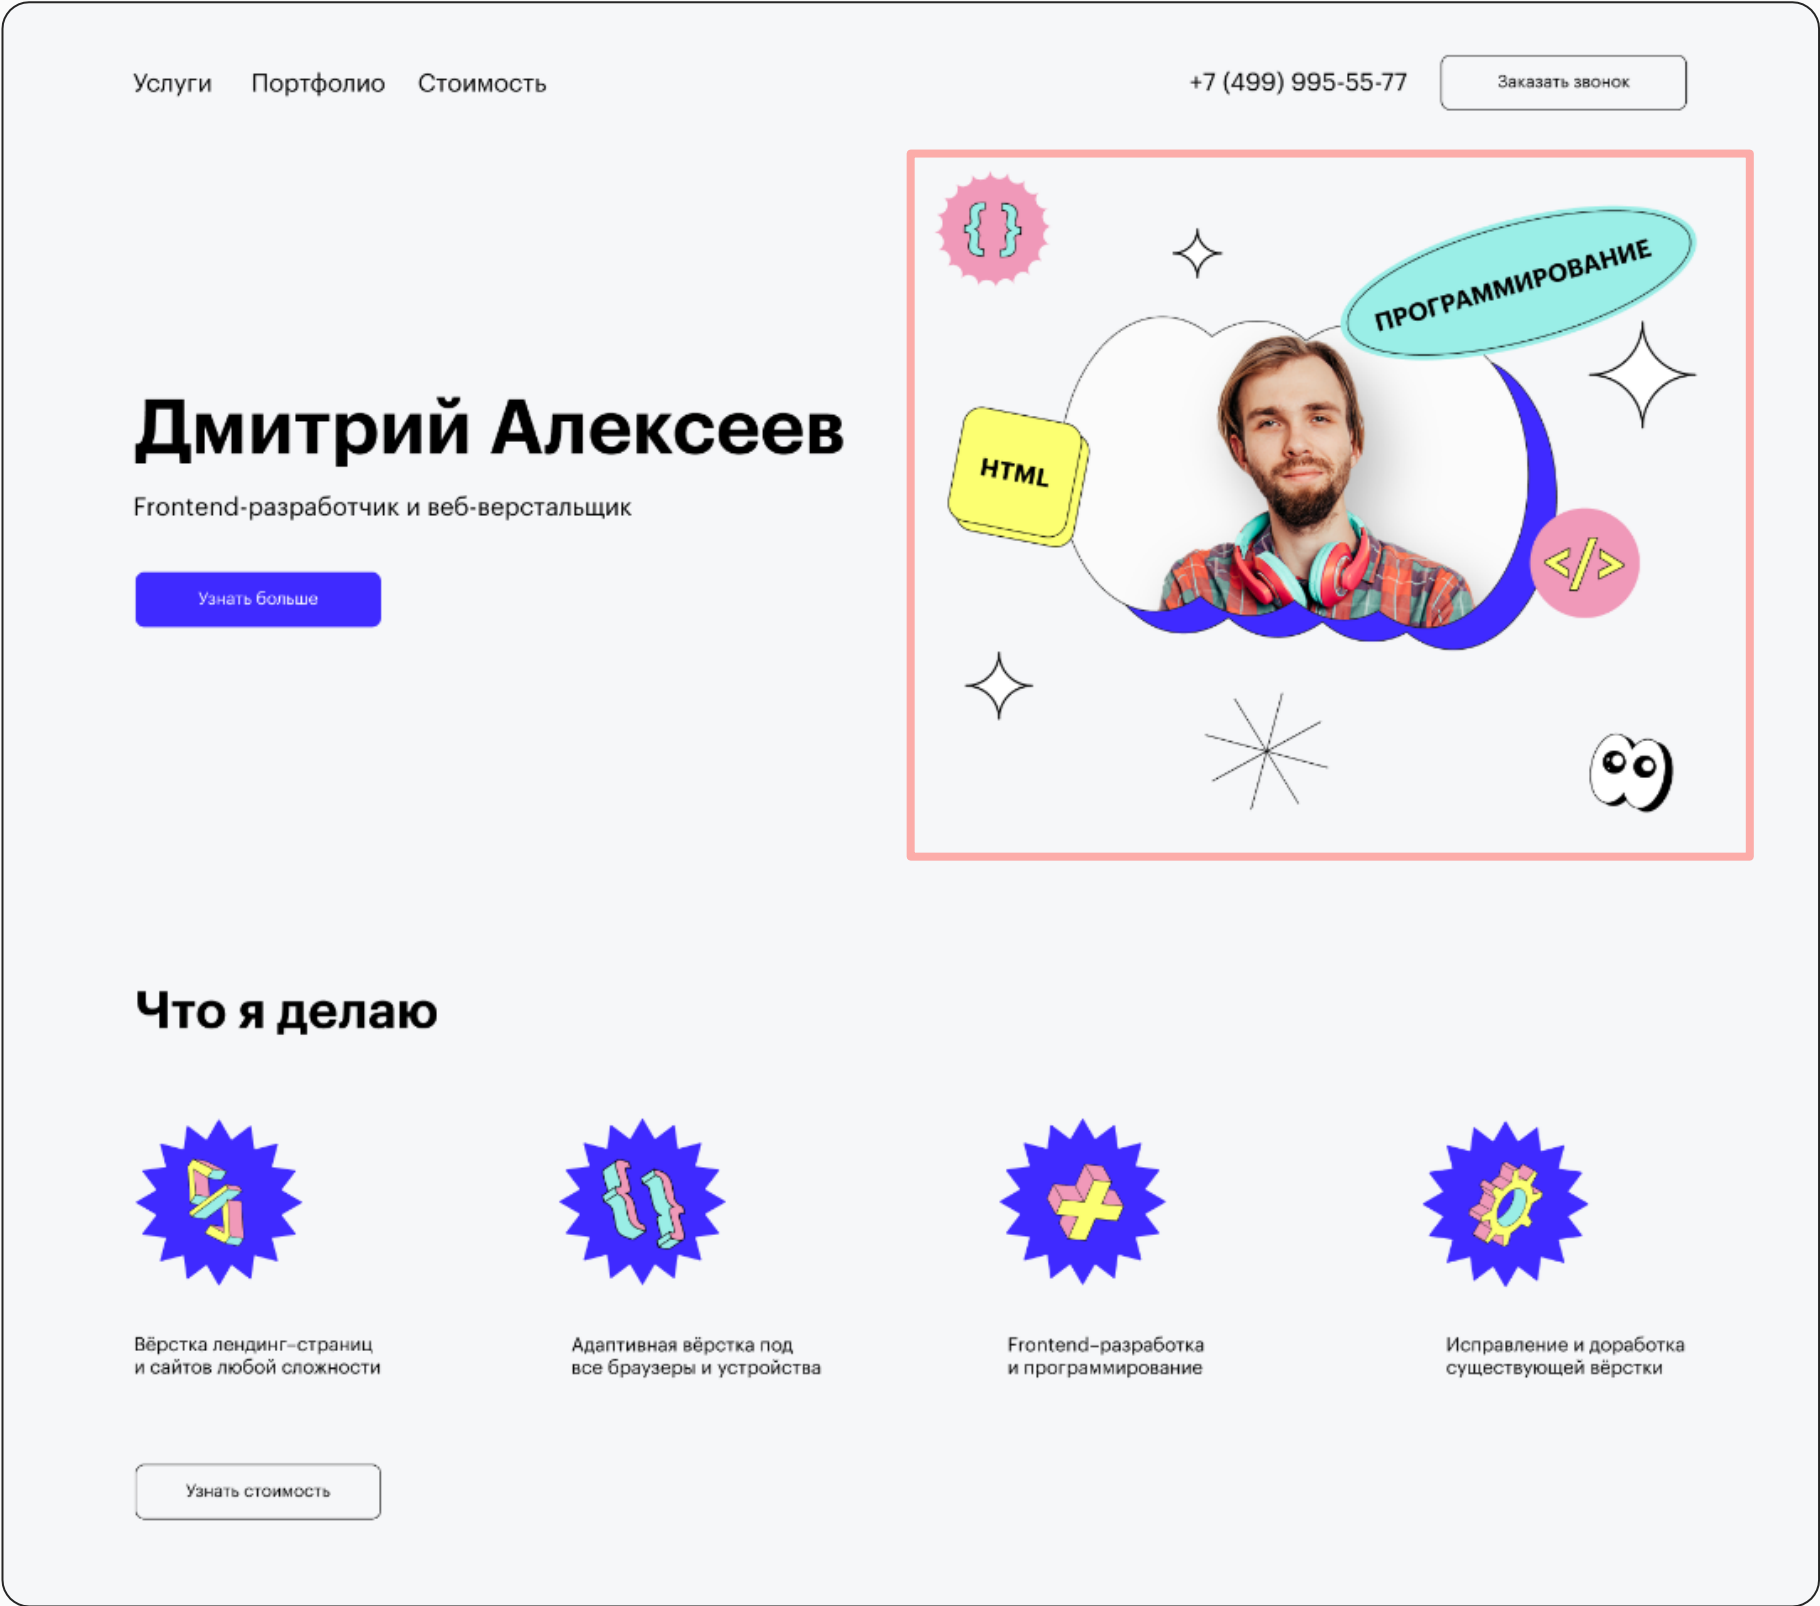 Услуги Портфолио Стоимость +7 (499) 995-55-77 Заказать звонок
{ }
ПРОГРАММИРОВАНИЕ
Дмитрий Алексеев
HTML
Frontend-разработчик и веб-верстальщик
</>
Узнать больше
Что я делаю
Вёрстка лендинг–страниц
и сайтов любой сложности
Адаптивная вёрстка под
все браузеры и устройства
Frontend–разработка
и программирование
Исправление и доработка
существующей вёрстки
Узнать стоимость